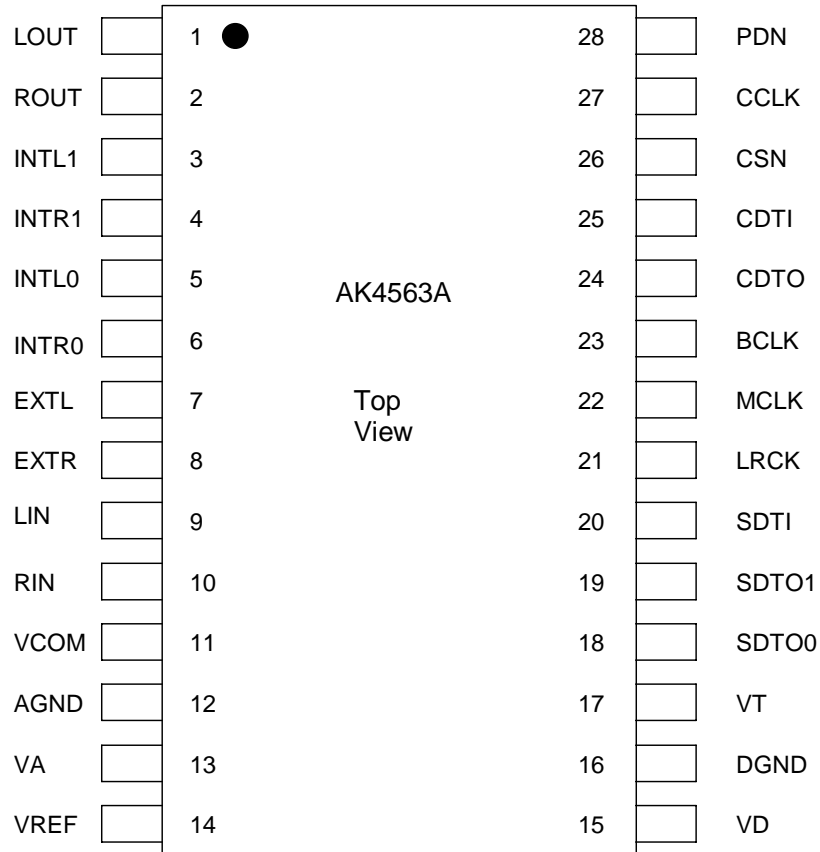 LOUT 1 28 PDN
ROUT 2 27 CCLK
INTL1 3 26 CSN
INTR1 4 25 CDTI
INTL0 5 24 CDTO
AK4563A
INTR0 6 23 BCLK
EXTL 7 Top 22 MCLK
View
EXTR 8 21 LRCK
LIN 9 20 SDTI
RIN 10 19 SDTO1
VCOM 11 18 SDTO0
AGND 12 17 VT
VA 13 16 DGND
VREF 14 15 VD